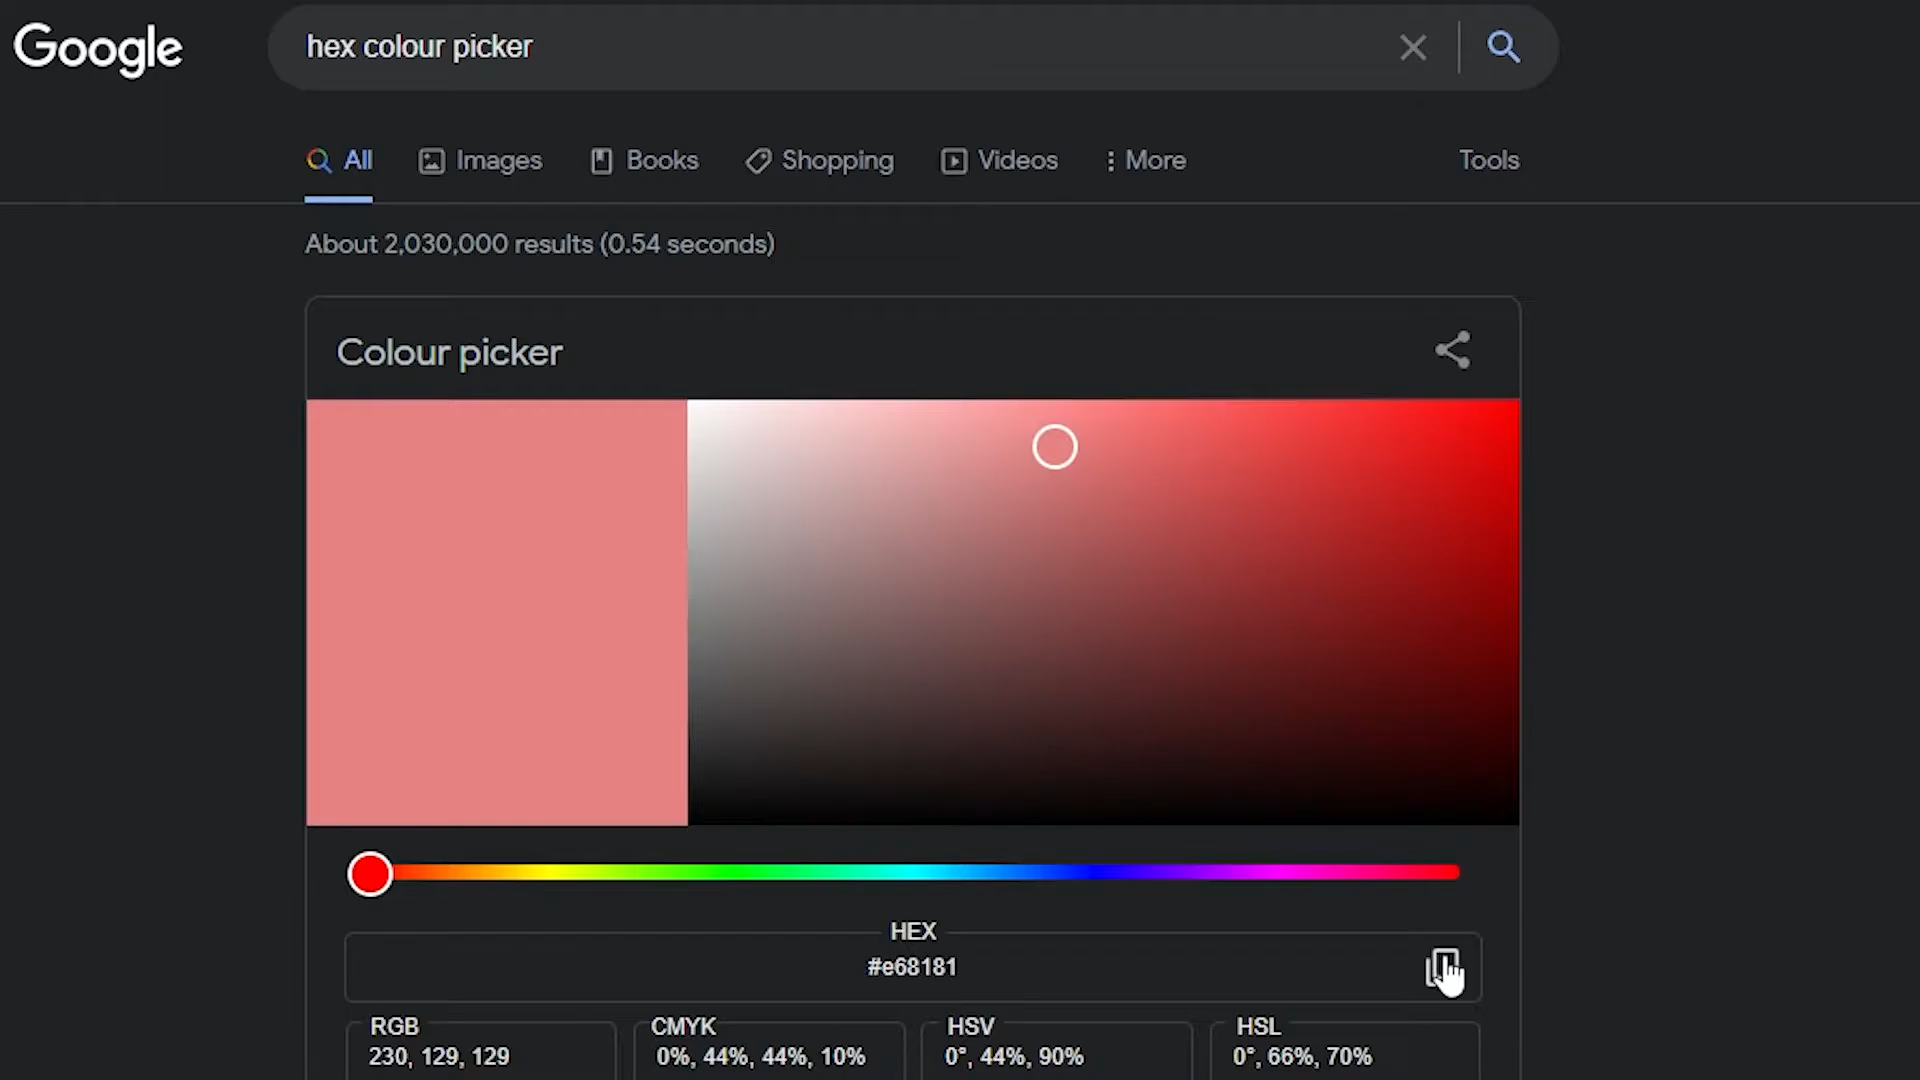 Google
hex colour picker
All Images Books Shopping Videos More Tools
About 2,030,000 results (0.54 seconds)
Colour picker
HEX
#e68181
RGB CMYK HSV HSL
230, 129, 129 0%, 44%, 44%, 10% 0°, 44%, 90% 0°, 66%, 70%